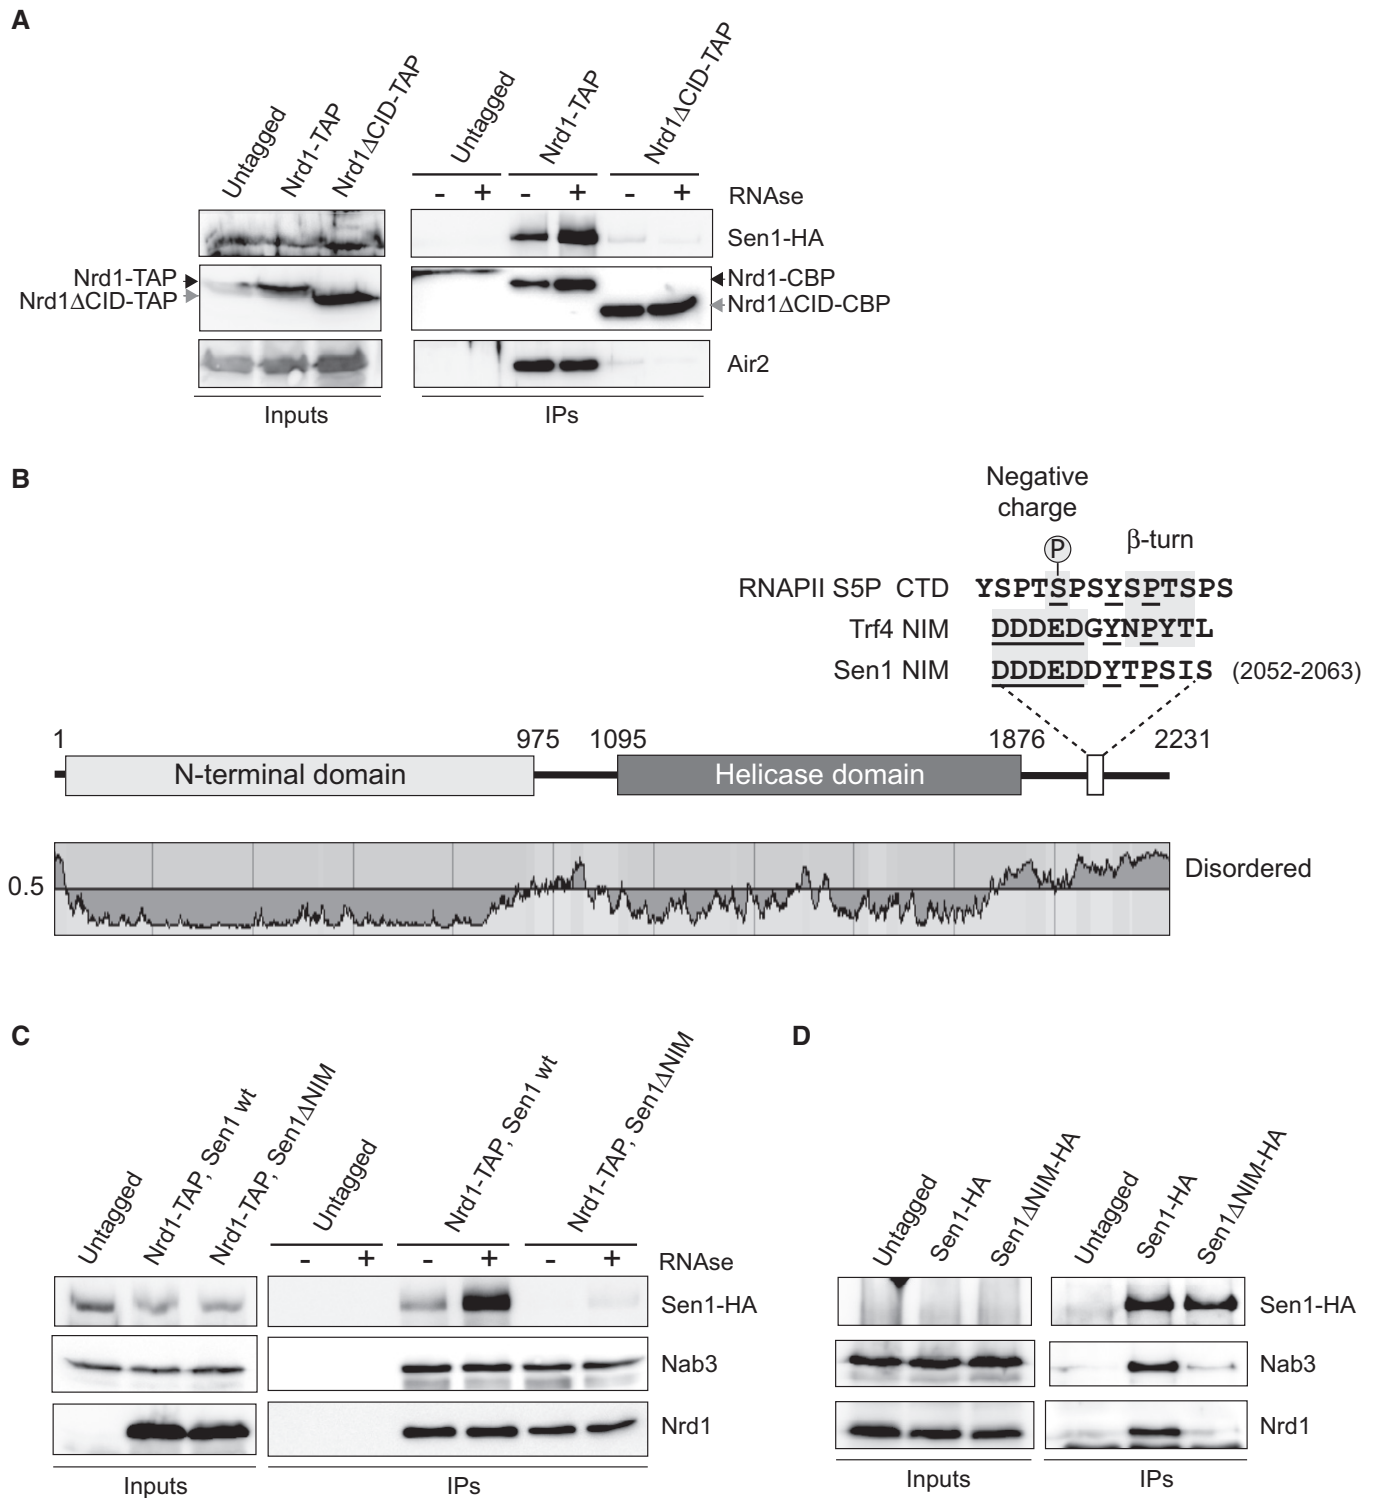 A
Untagged
Nrd1-TAP
Nrd1ΔCID-TAP
Untagged
Nrd1-TAP
Nrd1ΔCID-TAP
- + - + - + RNAse
Sen1-HA
Nrd1-TAP
Nrd1ΔCID-TAP
Nrd1-CBP
Nrd1ΔCID-CBP
Air2
Inputs
IPs
B
Negative
charge
P
β-turn
RNAPII S5P CTD YSPTSPSYSPTSPS
Trf4 NIM DDDEDGYNPYTL
Sen1 NIM DDDEDDYTPSIS (2052-2063)
1 975 1095 1876 2231
N-terminal domain
Helicase domain
0.5
Disordered
C
Untagged
Nrd1-TAP, Sen1 wt
Nrd1-TAP, Sen1ΔNIM
Untagged
Nrd1-TAP, Sen1 wt
Nrd1-TAP, Sen1ΔNIM
- + - + - + RNAse
Sen1-HA
Nab3
Nrd1
Inputs
IPs
D
Untagged
Sen1-HA
Sen1ΔNIM-HA
Untagged
Sen1-HA
Sen1ΔNIM-HA
Sen1-HA
Nab3
Nrd1
Inputs
IPs